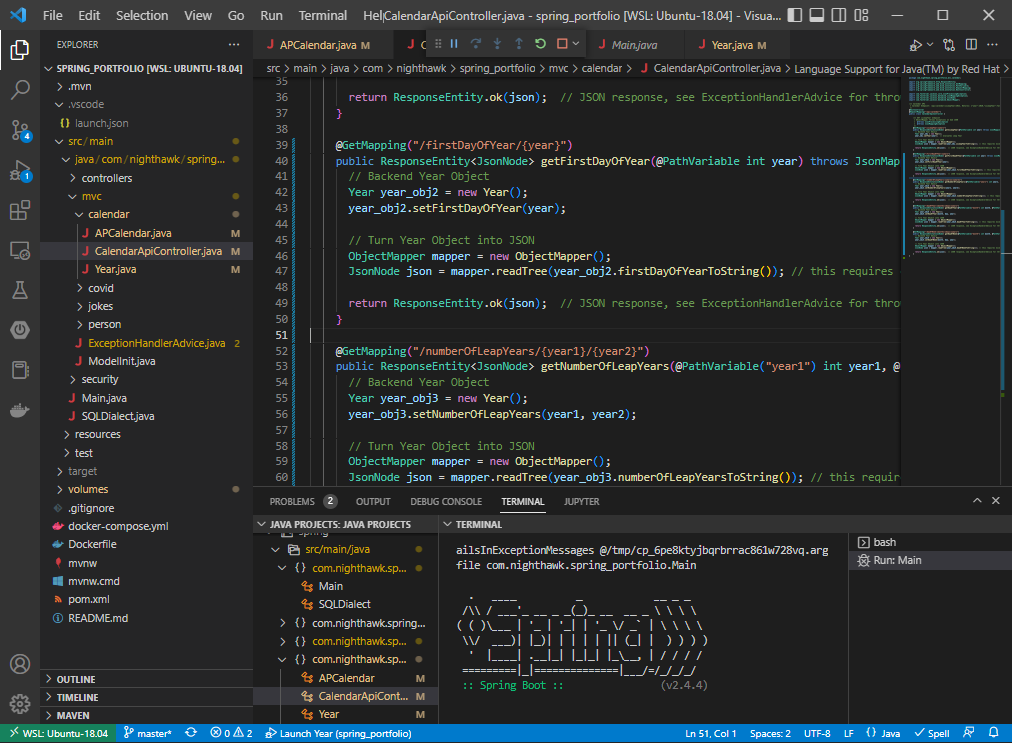 File Edit Selection View Go Run Terminal Hel CalendarApiController.java - spring_portfolio [WSL: Ubuntu-18.04] - Visua...
EXPLORER
SPRING_PORTFOLIO [WSL: UBUNTU-18.04]
.mvn
.vscode
launch.json
src/main
java/com/nighthawk/spring...
controllers
mvc
calendar
APCalendar.java M
CalendarApiController.java M
Year.java M
covid
jokes
person
ExceptionHandlerAdvice.java 2
ModelInit.java
security
Main.java
SQLDialect.java
resources
test
target
volumes
.gitignore
docker-compose.yml
Dockerfile
mvnw
mvnw.cmd
pom.xml
README.md
OUTLINE
TIMELINE
MAVEN
4
1
APCalendar.java M
Main.java
Year.java M
src > main > java > com > nighthawk > spring_portfolio > mvc > calendar > CalendarApiController.java > Language Support for Java(TM) by Red Hat >
35
36 return ResponseEntity.ok(json); // JSON response, see ExceptionHandlerAdvice for thro
37 }
38
39 @GetMapping("/firstDayOfYear/{year}")
40 public ResponseEntity<JsonNode> getFirstDayOfYear(@PathVariable int year) throws JsonMap
41 // Backend Year Object
42 Year year_obj2 = new Year();
43 year_obj2.setFirstDayOfYear(year);
44
45 // Turn Year Object into JSON
46 ObjectMapper mapper = new ObjectMapper();
47 JsonNode json = mapper.readTree(year_obj2.firstDayOfYearToString()); // this requires
48
49 return ResponseEntity.ok(json); // JSON response, see ExceptionHandlerAdvice for thro
50 }
51
52 @GetMapping("/numberOfLeapYears/{year1}/{year2}")
53 public ResponseEntity<JsonNode> getNumberOfLeapYears(@PathVariable("year1") int year1, @
54 // Backend Year Object
55 Year year_obj3 = new Year();
56 year_obj3.setNumberOfLeapYears(year1, year2);
57
58 // Turn Year Object into JSON
59 ObjectMapper mapper = new ObjectMapper();
60 JsonNode json = mapper.readTree(year_obj3.numberOfLeapYearsToString()); // this requir
PROBLEMS 2 OUTPUT DEBUG CONSOLE TERMINAL JUPYTER
JAVA PROJECTS: JAVA PROJECTS
spring
src/main/java
{} com.nighthawk.sp...
Main
SQLDialect
{} com.nighthawk.spring...
{} com.nighthawk.sp...
{} com.nighthawk.sp...
APCalendar M
CalendarApiCont... M
Year M
TERMINAL
ailsInExceptionMessages @/tmp/cp_6pe8ktyjbqrbrrac861w728vq.arg
file com.nighthawk.spring_portfolio.Main
Spring
:: Spring Boot :: (v2.4.4)
bash
Run: Main
WSL: Ubuntu-18.04 master* 0 2 Launch Year (spring_portfolio) Ln 51, Col 1 Spaces: 2 UTF-8 LF {} Java Spell